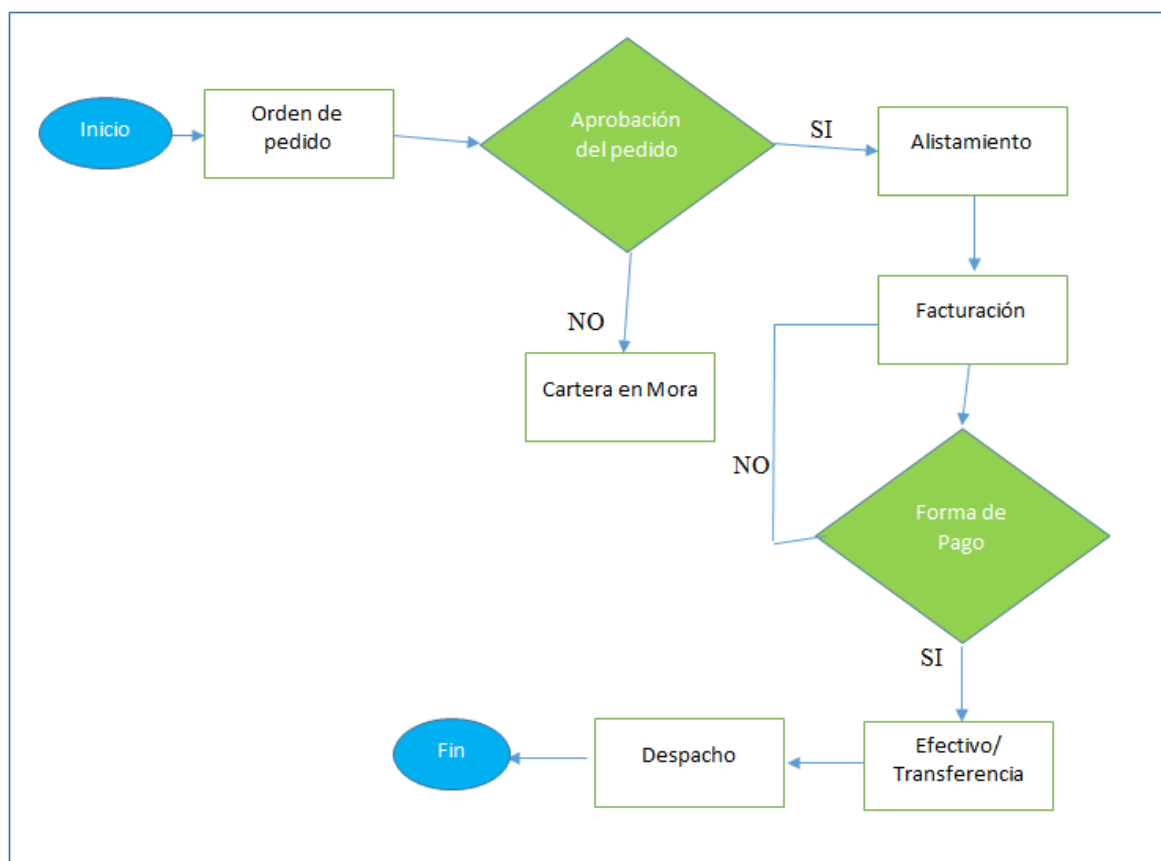 Inicio
Orden de
pedido
Aprobación
del pedido
SI
Alistamiento
NO
Cartera en Mora
Facturación
NO
Forma de
Pago
SI
Efectivo/
Transferencia
Despacho
Fin